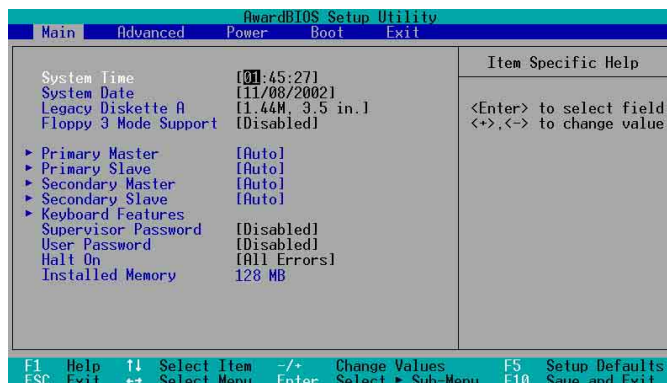 AwardBIOS Setup Utility
Main Advanced Power Boot Exit
System Time [01:45:27]
System Date [11/08/2002]
Legacy Diskette A [1.44M, 3.5 in.]
Floppy 3 Mode Support [Disabled]
▶ Primary Master [Auto]
▶ Primary Slave [Auto]
▶ Secondary Master [Auto]
▶ Secondary Slave [Auto]
▶ Keyboard Features
Supervisor Password [Disabled]
User Password [Disabled]
Halt On [All Errors]
Installed Memory 128 MB
Item Specific Help
<Enter> to select field
<+>,<-> to change value
F1 Help ↑↓ Select Item -/+ Change Values F5 Setup Defaults
ESC Exit ↔ Select Menu Enter Select ▶ Sub-Menu F10 Save and Exit